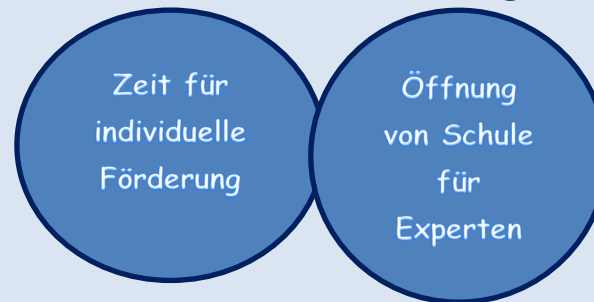 Zeit für
individuelle
Förderung
Öffnung
von Schule
für
Experten